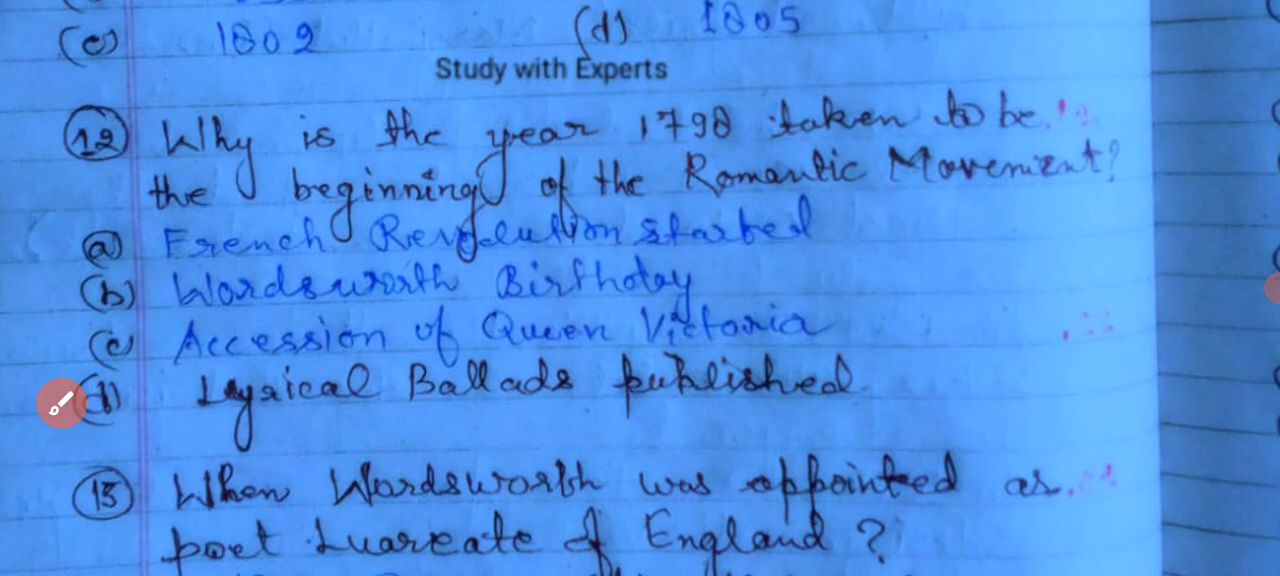 (c) 1802 (d) 1805
Study with Experts
(12) Why is the year 1798 taken to be
the beginning of the Romantic Movement?
(a) French Revolution started
(b) Wordsworth Birthday
(c) Accession of Queen Victoria
(d) Lyrical Ballads published
(13) When Wordsworth was appointed as
poet Luareate of England ?